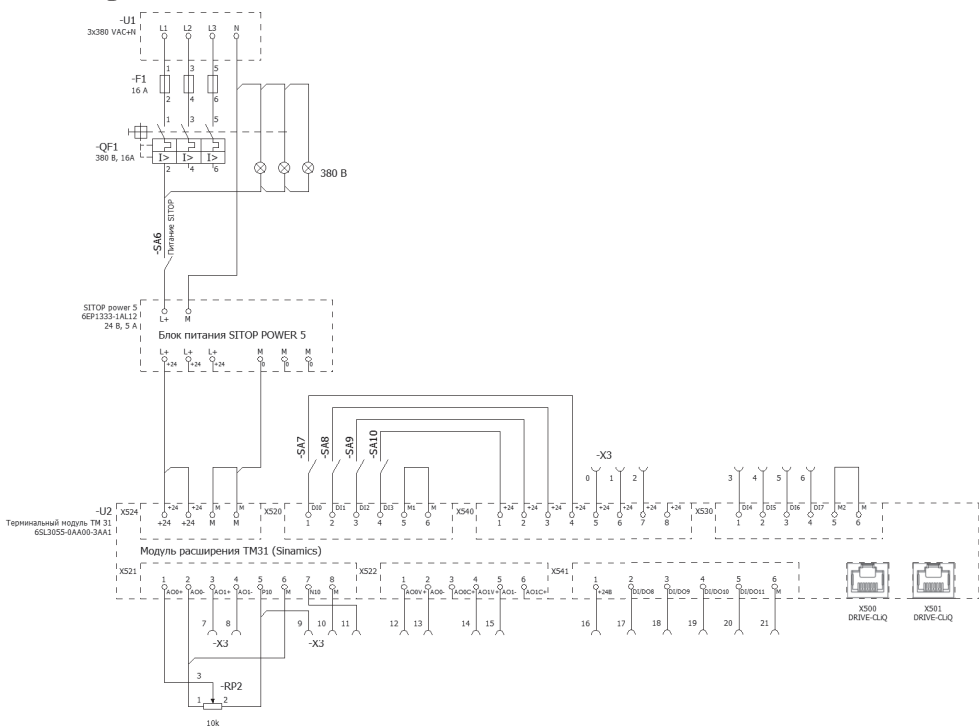 -U1
3x380 VAC+N
L1 L2 L3 N
-F1
16 A
1 3 5
2 4 6
1 3 5
-QF1
380 В, 16А
I> I> I>
2 4 6
380 В
-SA6
Питание SITOP
SITOP power 5
6EP1333-1AL12
24 В, 5 А
L+ M
Блок питания SITOP POWER 5
L+ L+ L+ M M M
+24 +24 +24 0 0 0
-SA7 -SA8 -SA9 -SA10
-X3
0 1 2
3 4 5 6
-U2
Терминальный модуль TM 31
6SL3055-0AA00-3AA1
X524 +24 +24 M M X520 DI0 DI1 DI2 DI3 M1 M X540 +24 +24 +24 +24 +24 +24 +24 +24 X530 DI4 DI5 DI6 DI7 M2 M
+24 +24 M M 1 2 3 4 5 6 1 2 3 4 5 6 7 8 1 2 3 4 5 6
Модуль расширения TM31 (Sinamics)
X521 1 2 3 4 5 6 7 8 X522 1 2 3 4 5 6 X541 1 2 3 4 5 6
AO0+ AO0- AO1+ AO1- P10 M N10 M AO0V+ AO0- AO0C+ AO1V+ AO1- AO1C+ +24В DI/DO8 DI/DO9 DI/DO10 DI/DO11 M
X500
DRIVE-CLiQ
X501
DRIVE-CLiQ
7 8 9 10 11 12 13 14 15 16 17 18 19 20 21
-X3 -X3
3
-RP2
1 2
10k